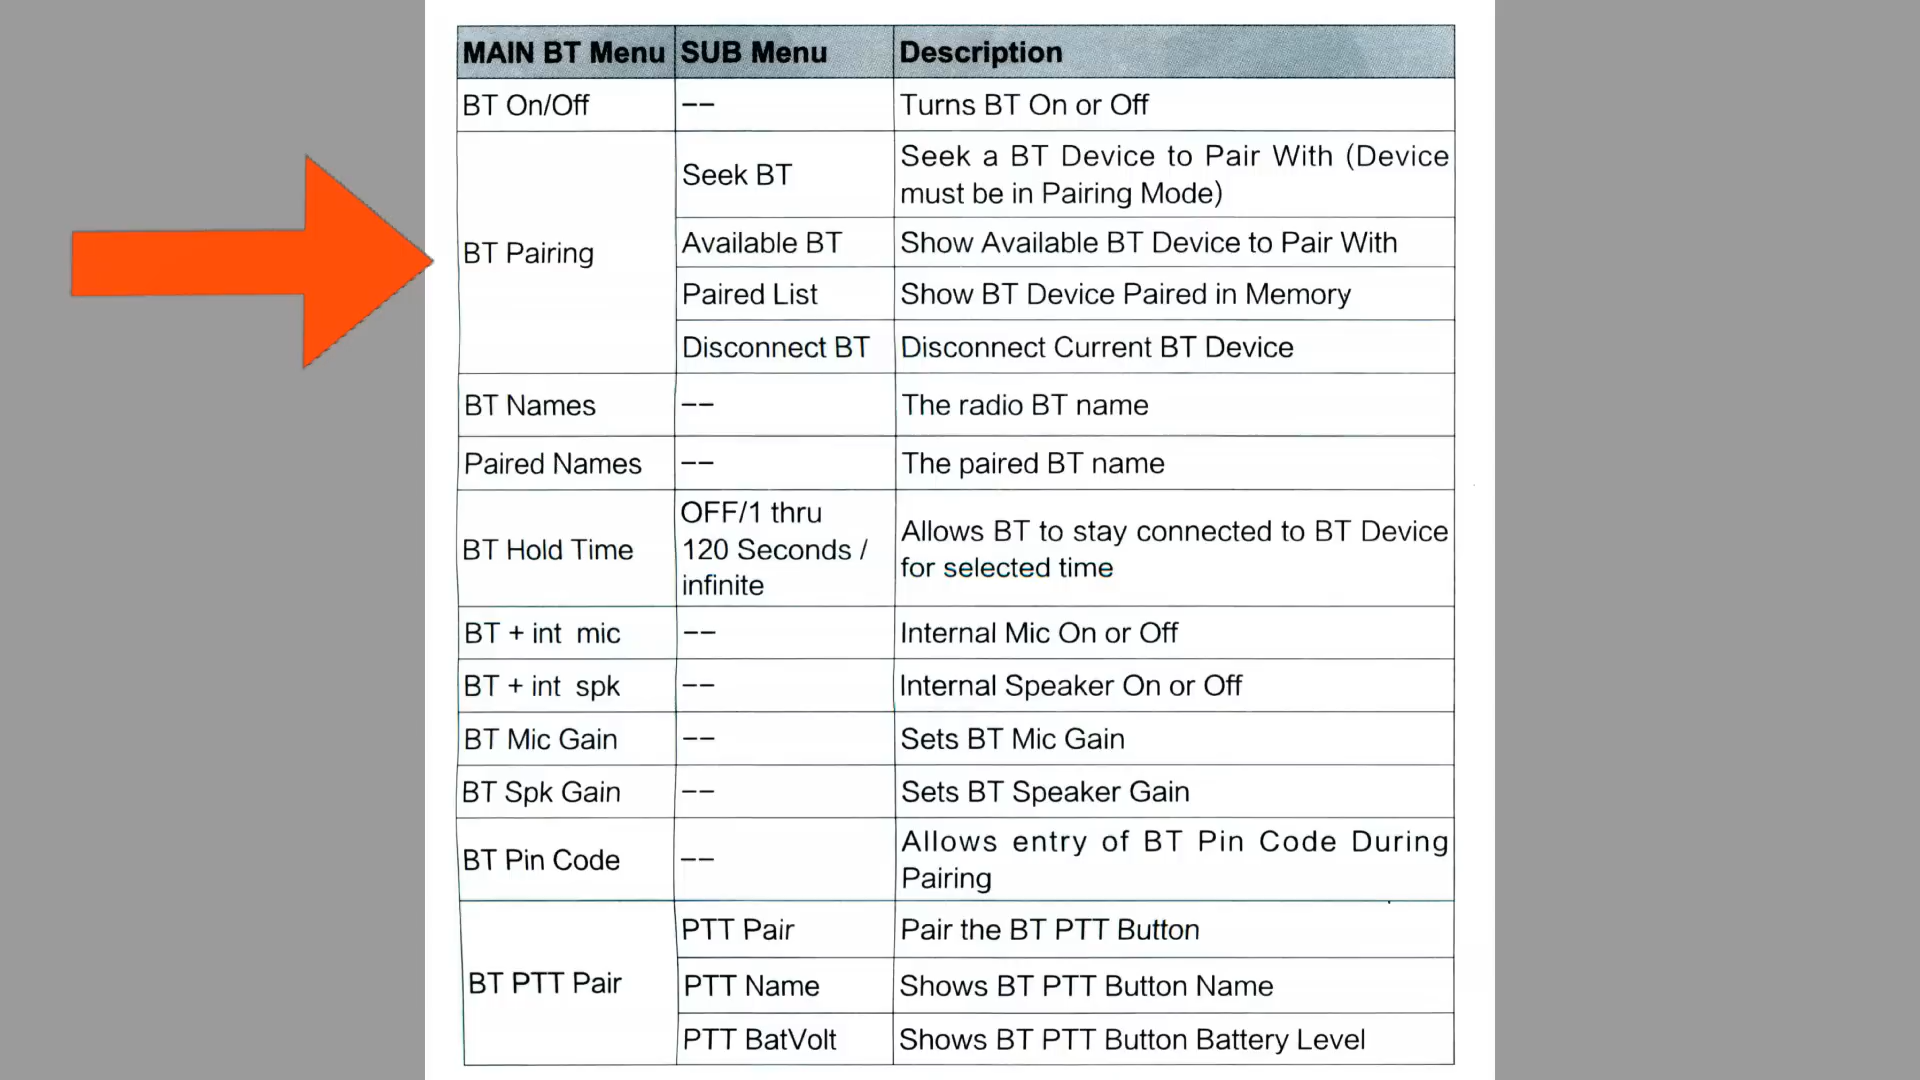 MAIN BT Menu SUB Menu Description
BT On/Off –– Turns BT On or Off
BT Pairing
Seek BT
Seek a BT Device to Pair With (Device
must be in Pairing Mode)
Available BT Show Available BT Device to Pair With
Paired List Show BT Device Paired in Memory
Disconnect BT Disconnect Current BT Device
BT Names –– The radio BT name
Paired Names –– The paired BT name
BT Hold Time
OFF/1 thru
120 Seconds /
infinite
Allows BT to stay connected to BT Device
for selected time
BT + int mic –– Internal Mic On or Off
BT + int spk –– Internal Speaker On or Off
BT Mic Gain –– Sets BT Mic Gain
BT Spk Gain –– Sets BT Speaker Gain
BT Pin Code ––
Allows entry of BT Pin Code During
Pairing
BT PTT Pair
PTT Pair Pair the BT PTT Button
PTT Name Shows BT PTT Button Name
PTT BatVolt Shows BT PTT Button Battery Level